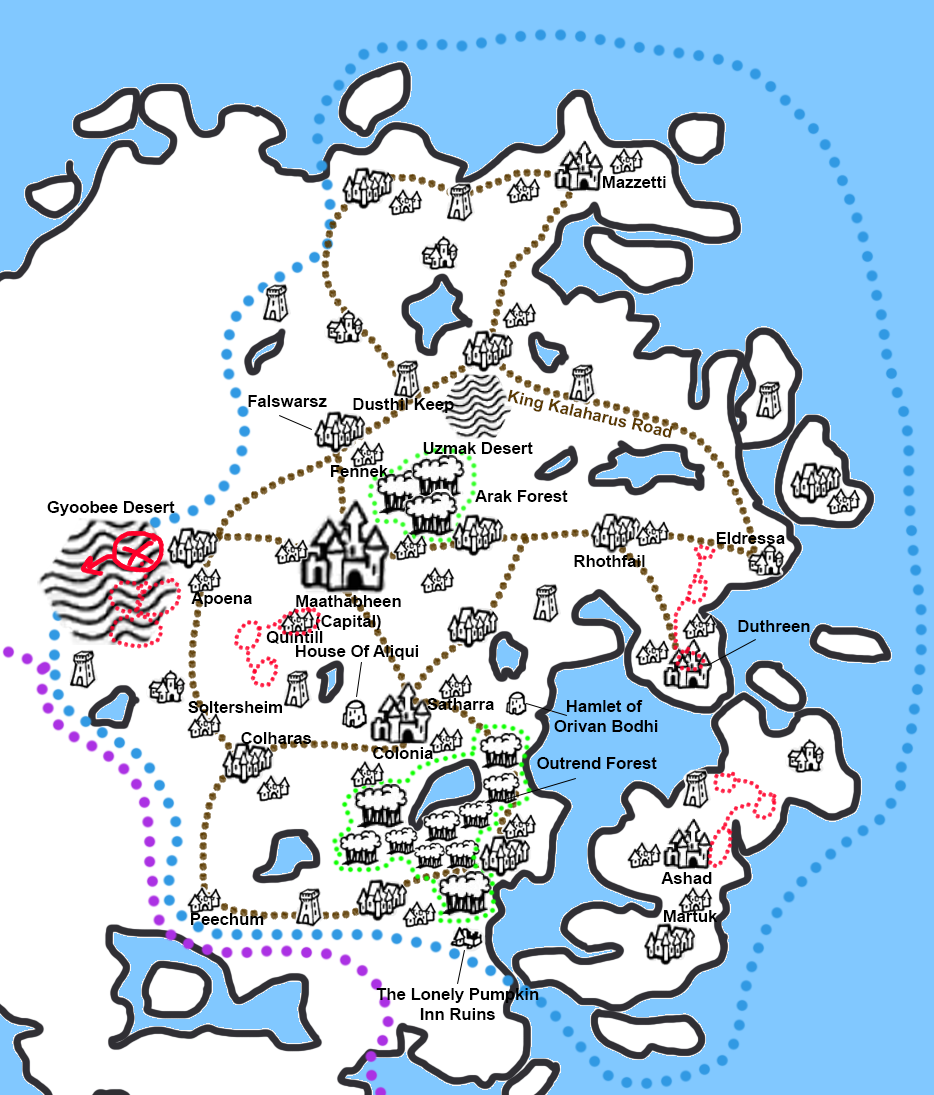 Mazzetti
Falswarsz
Dusthil Keep
King Kalaharus Road
Uzmak Desert
Fennek
Arak Forest
Gyoobee Desert
Eldressa
Rhothfail
Apoena
Maathabheen
(Capital)
Quintill
House Of Aliqui
Duthreen
Soltersheim
Satharra
Hamlet of
Orivan Bodhi
Colharas
Colonia
Outrend Forest
Ashad
Peechum
Martuk
The Lonely Pumpkin
Inn Ruins